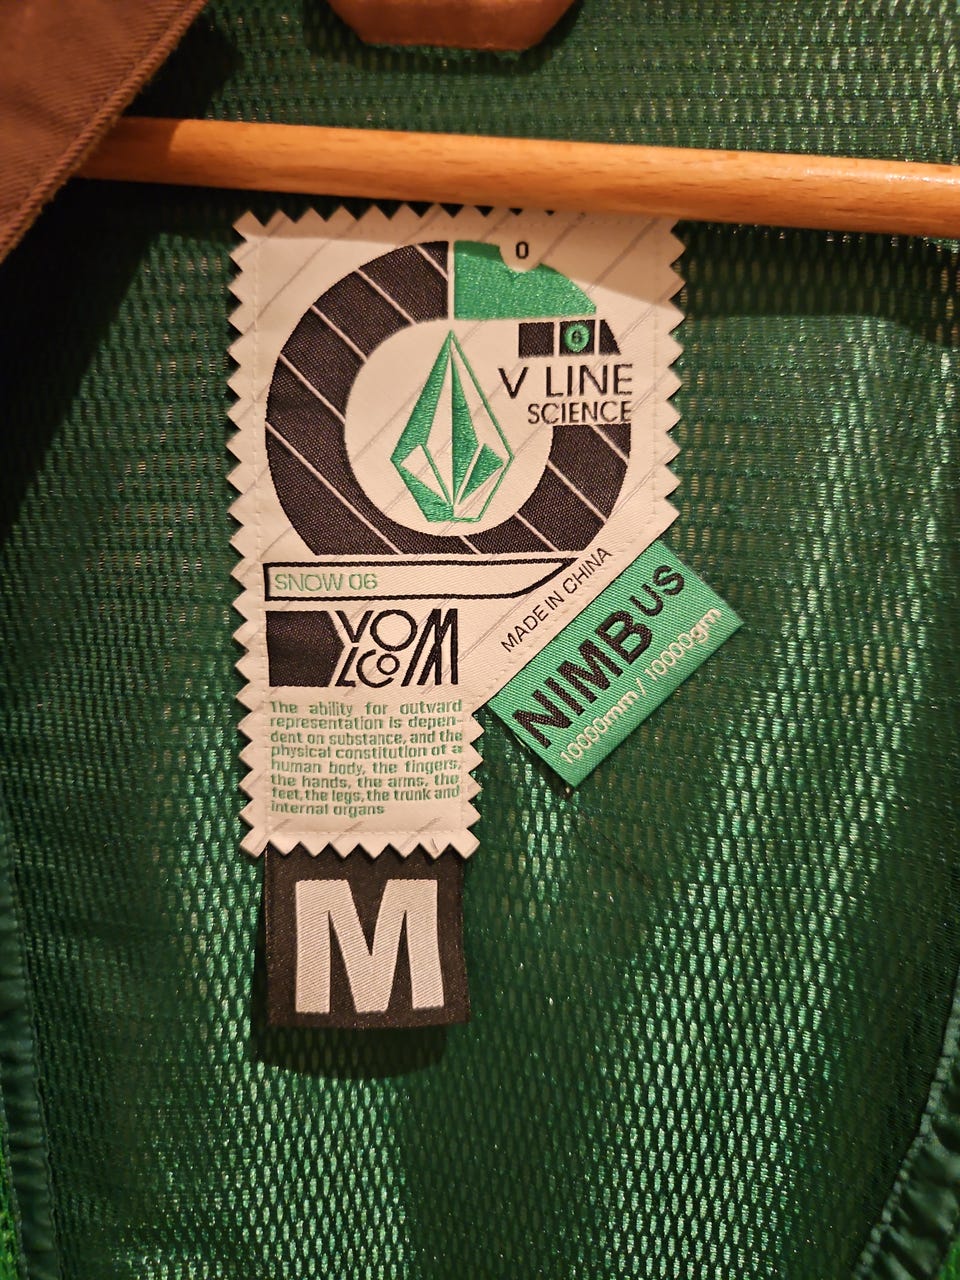 0
0
V LINE
SCIENCE
SNOW 06
VOLCOM
MADE IN CHINA
NIMBUS
10000mm / 10000gm
The ability for outward
representation is depen-
dent on substance, and the
physical constitution of a
human body, the fingers,
the hands, the arms, the
feet, the legs, the trunk and
internal organs
M